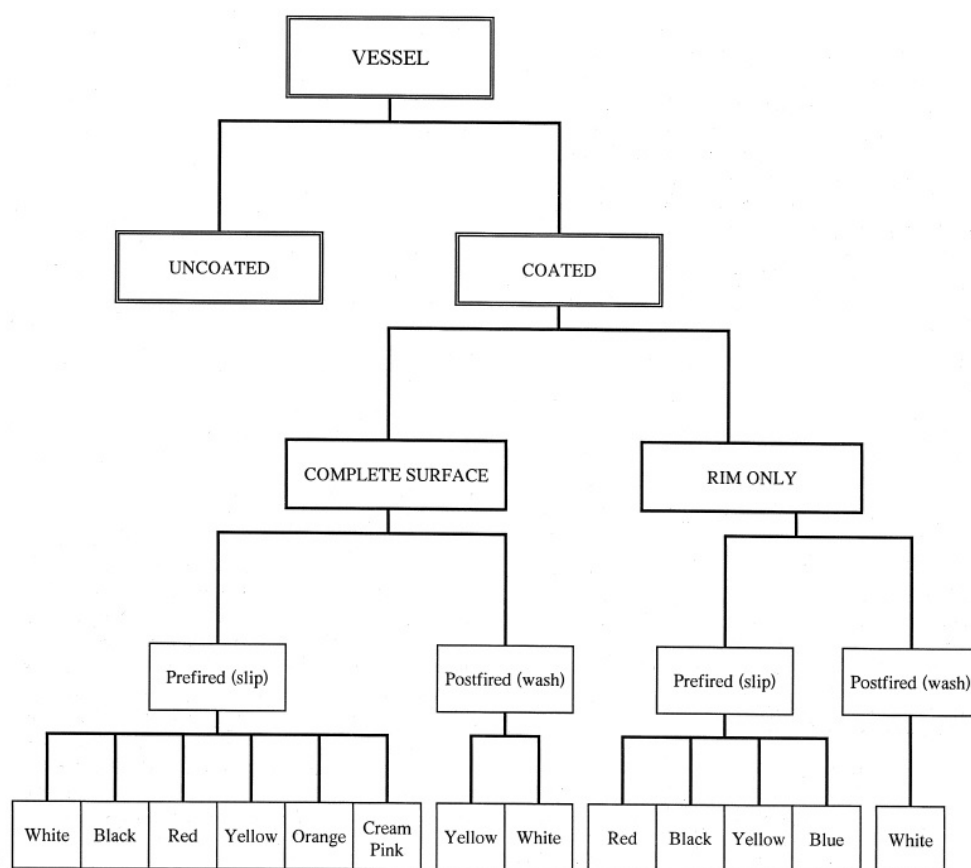 VESSEL
UNCOATED
COATED
COMPLETE SURFACE
RIM ONLY
Prefired (slip)
Postfired (wash)
Prefired (slip)
Postfired (wash)
White
Black
Red
Yellow
Orange
Cream
Pink
Yellow
White
Red
Black
Yellow
Blue
White